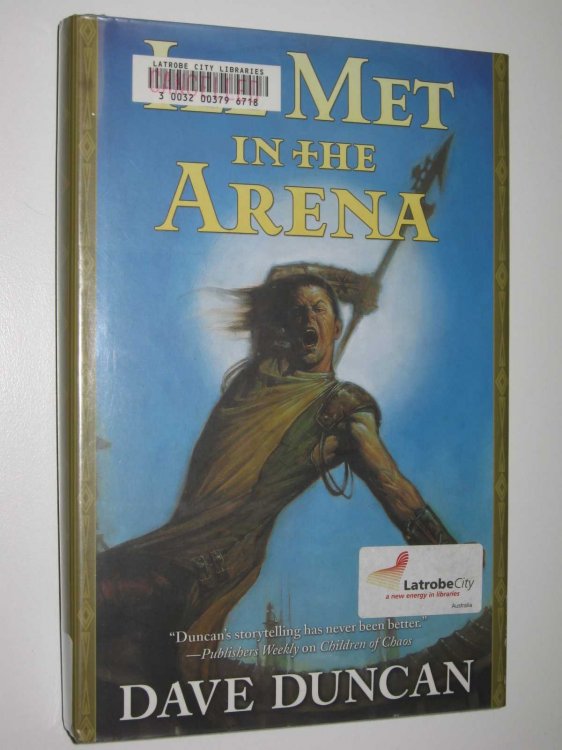 LATROBE CITY LIBRARIES
3 0032 00379 6718
ILL MET
IN THE
ARENA
LatrobeCity
a new energy in libraries
Australia
"Duncan's storytelling has never been better."
—Publishers Weekly on Children of Chaos
DAVE DUNCAN